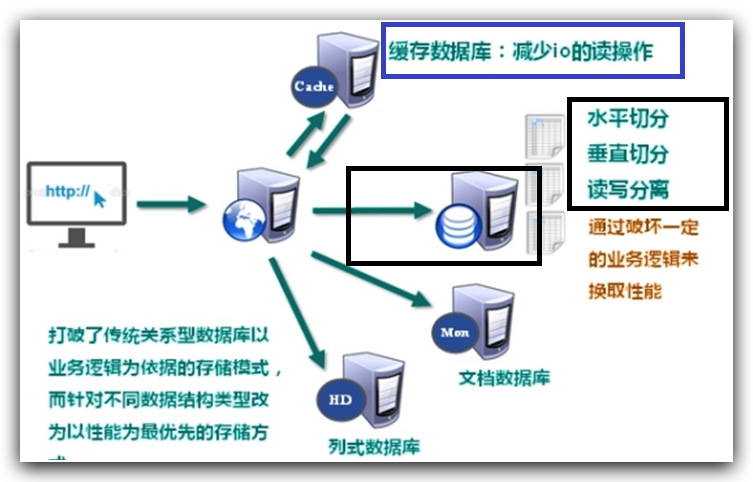 缓存数据库：减少io的读操作
Cache
水平切分
垂直切分
读写分离
http://
通过破坏一定
的业务逻辑来
换取性能
Mon
文档数据库
打破了传统关系型数据库以
业务逻辑为依据的存储模式，
而针对不同数据结构类型改
为以性能为最优先的存储方
HD
列式数据库